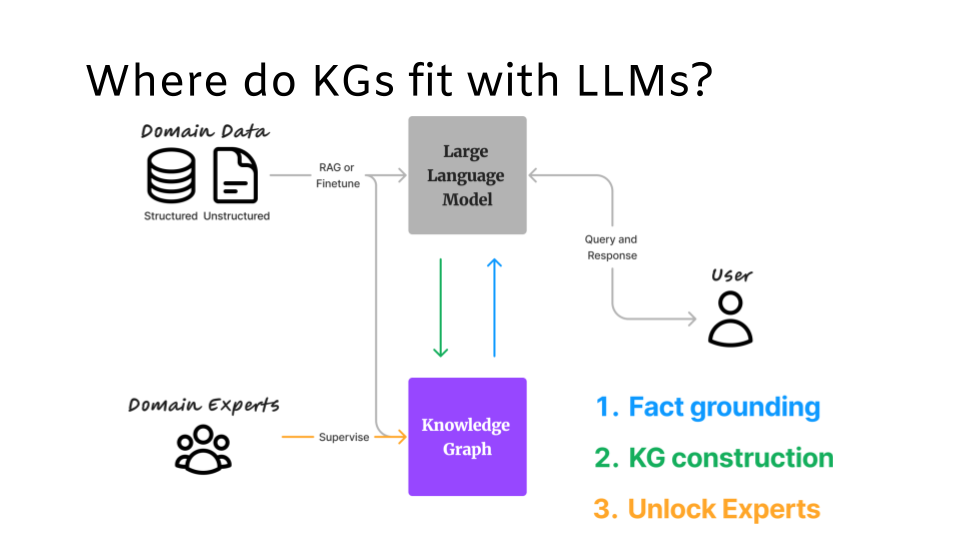 Where do KGs fit with LLMs?
Domain Data
Structured Unstructured
RAG or
Finetune
Large
Language
Model
Query and
Response
User
Domain Experts
Supervise
Knowledge
Graph
1. Fact grounding
2. KG construction
3. Unlock Experts